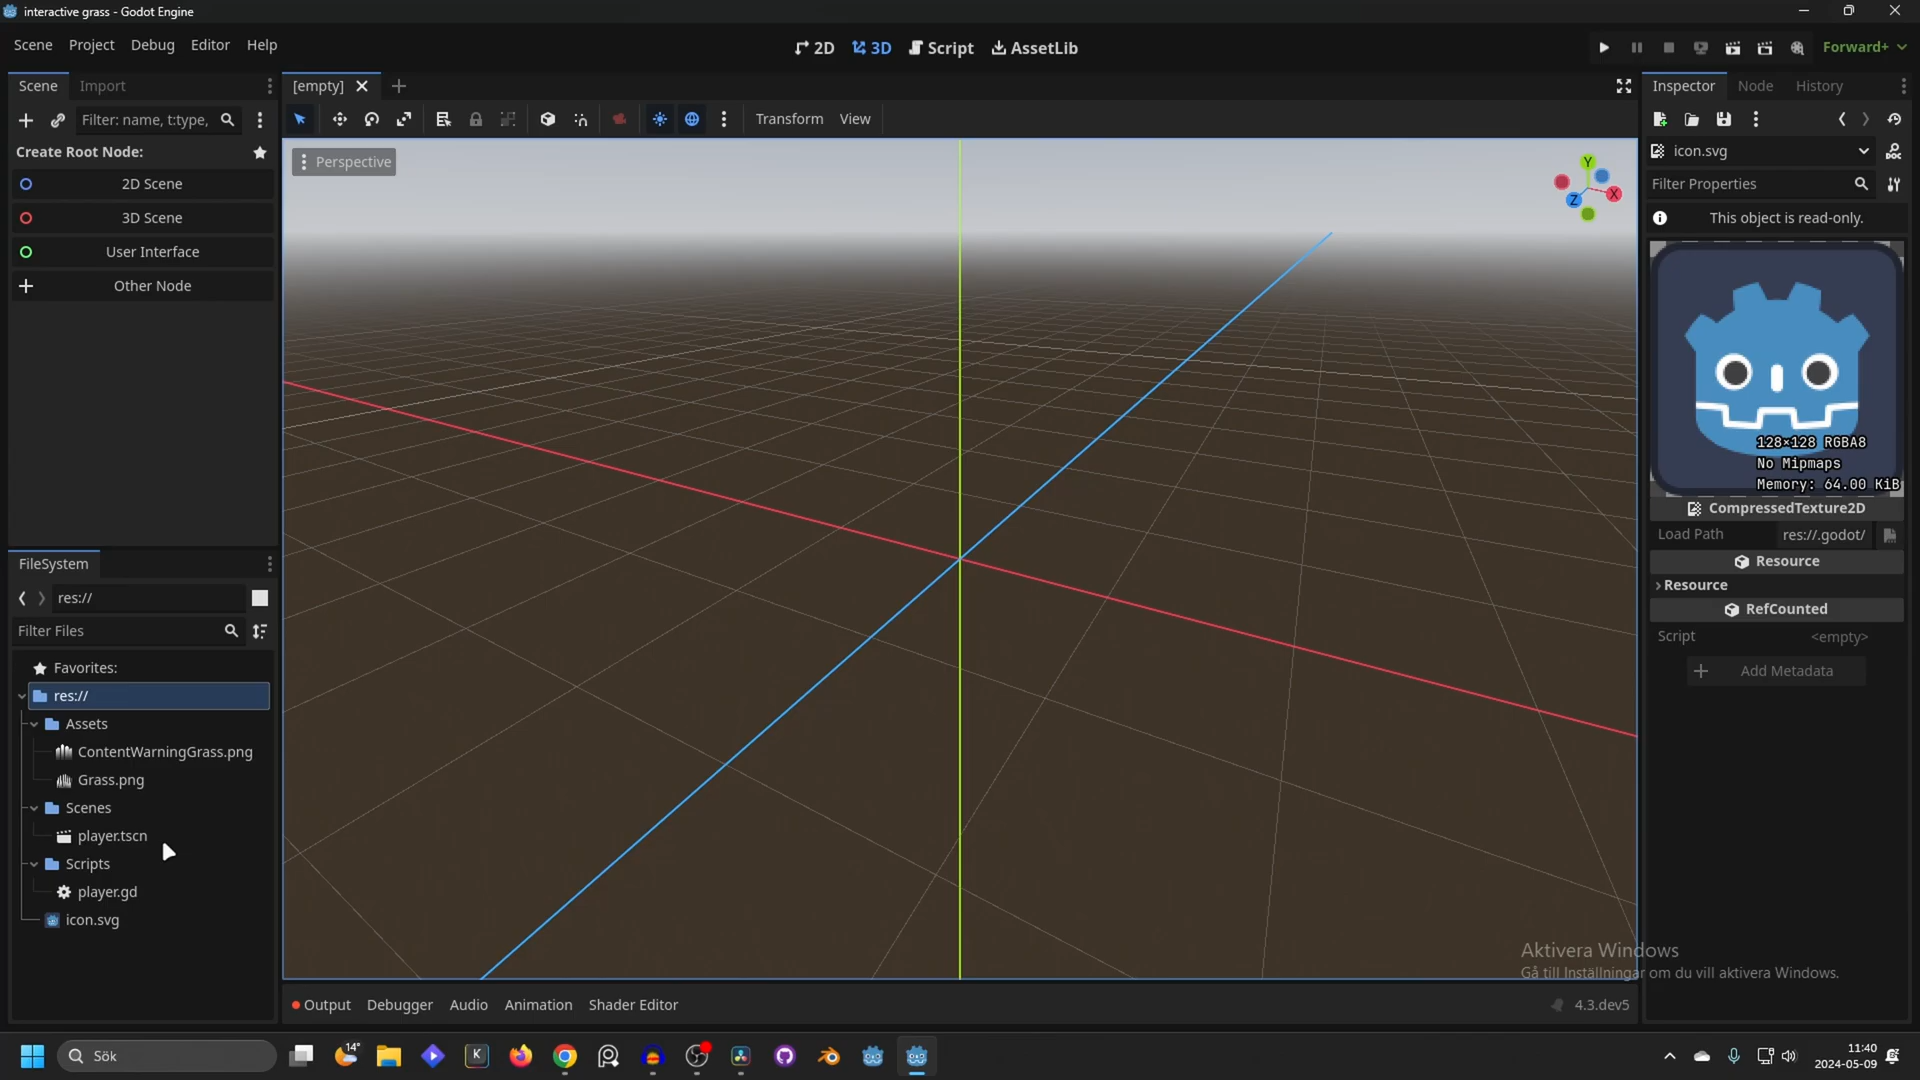 interactive grass - Godot Engine
Scene Project Debug Editor Help
2D 3D Script AssetLib
Forward+
Scene Import
[empty]
Inspector Node History
Filter: name, t:type,
Transform View
Create Root Node:
2D Scene
3D Scene
User Interface
Other Node
Perspective
Y
X
Z
icon.svg
DOC
Filter Properties
This object is read-only.
128×128 RGBA8
No Mipmaps
Memory: 64.00 KiB
CompressedTexture2D
Load Path res://.godot/
Resource
Resource
RefCounted
Script <empty>
Add Metadata
FileSystem
res://
Filter Files
Favorites:
res://
Assets
ContentWarningGrass.png
Grass.png
Scenes
player.tscn
Scripts
player.gd
icon.svg
Aktivera Windows
Gå till Inställningar om du vill aktivera Windows.
Output Debugger Audio Animation Shader Editor
4.3.dev5
Sök
14°
K
11:40
2024-05-09